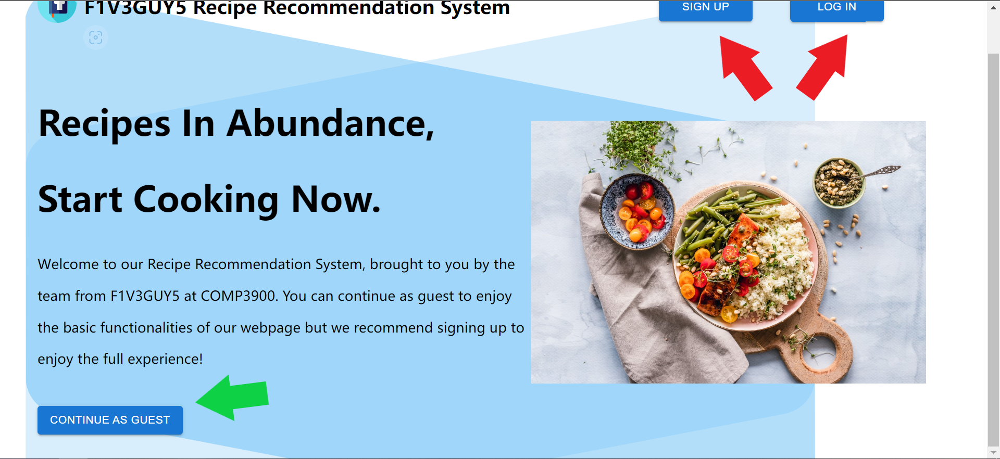 F1V3GUY5 Recipe Recommendation System
SIGN UP
LOG IN
Recipes In Abundance,
Start Cooking Now.
Welcome to our Recipe Recommendation System, brought to you by the
team from F1V3GUY5 at COMP3900. You can continue as guest to enjoy
the basic functionalities of our webpage but we recommend signing up to
enjoy the full experience!
CONTINUE AS GUEST